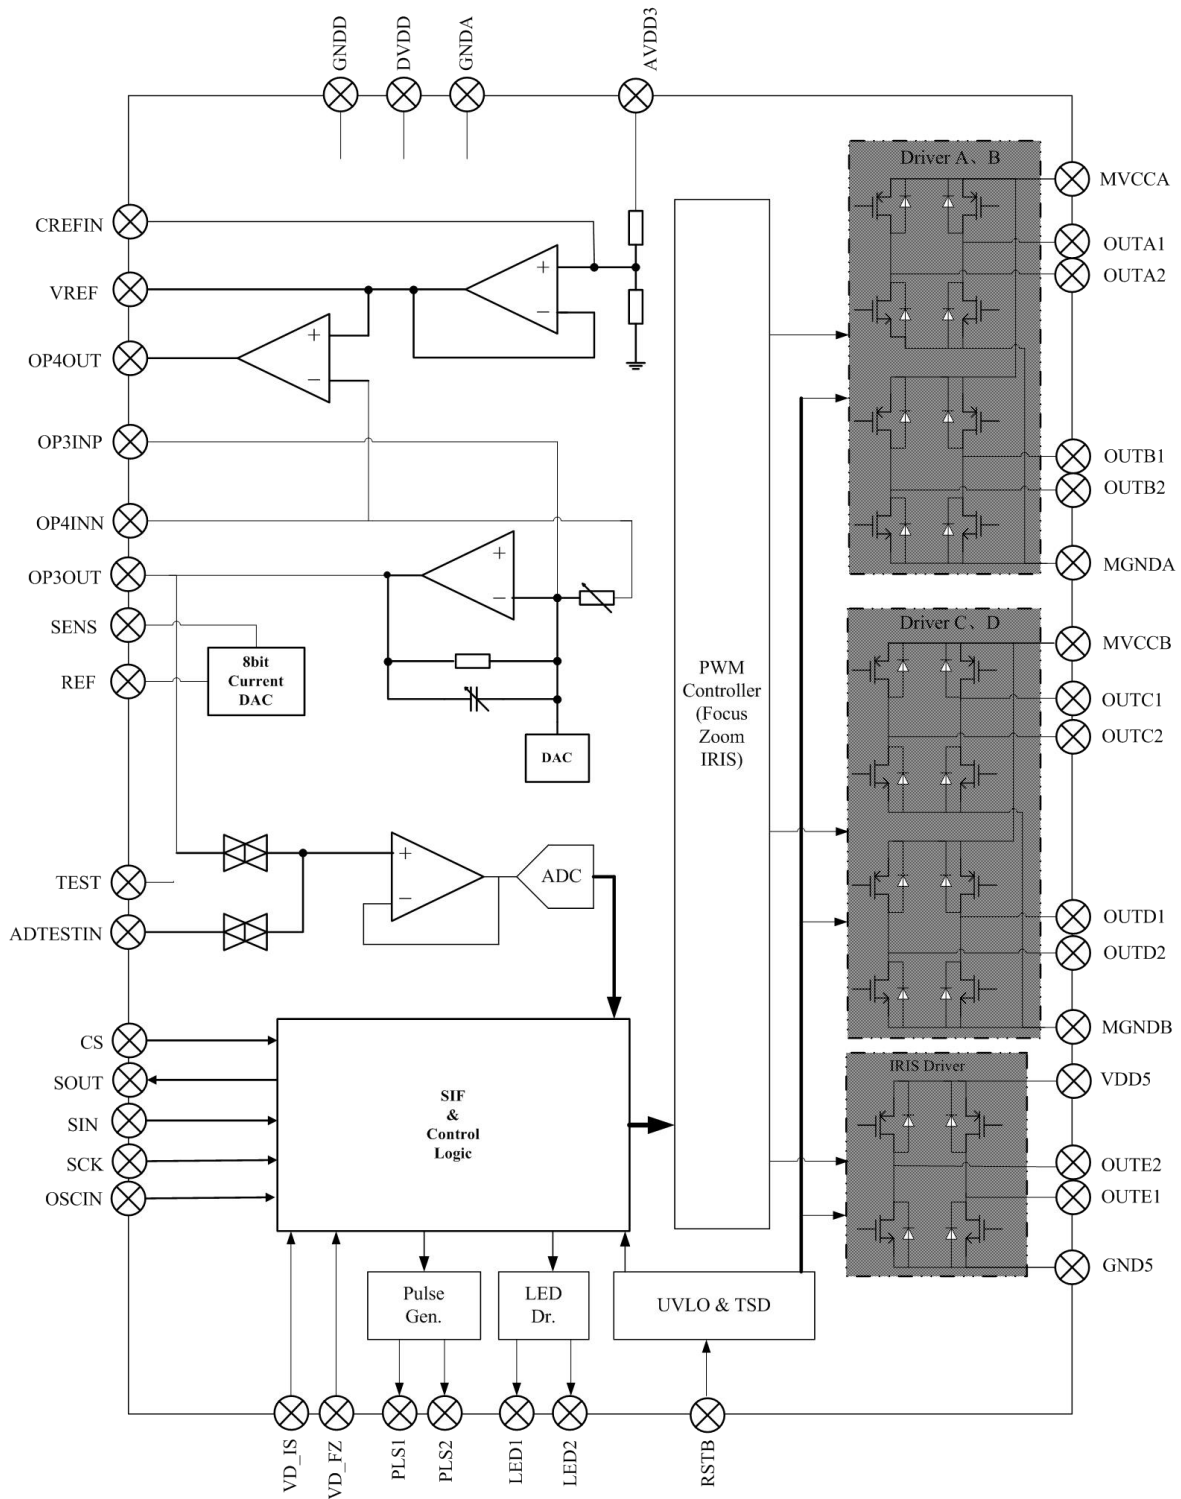 GNDD
DVDD
GNDA
AVDD3
CREFIN
VREF
OP4OUT
OP3INP
OP4INN
OP3OUT
SENS
REF
TEST
ADTESTIN
CS
SOUT
SIN
SCK
OSCIN
+
−
+
−
+
−
8bit
Current
DAC
DAC
+
−
ADC
SIF
&
Control
Logic
PWM
Controller
(Focus
Zoom
IRIS)
Pulse
Gen.
LED
Dr.
UVLO & TSD
Driver A、B
Driver C、D
IRIS Driver
MVCCA
OUTA1
OUTA2
OUTB1
OUTB2
MGNDA
MVCCB
OUTC1
OUTC2
OUTD1
OUTD2
MGNDB
VDD5
OUTE2
OUTE1
GND5
VD_IS
VD_FZ
PLS1
PLS2
LED1
LED2
RSTB